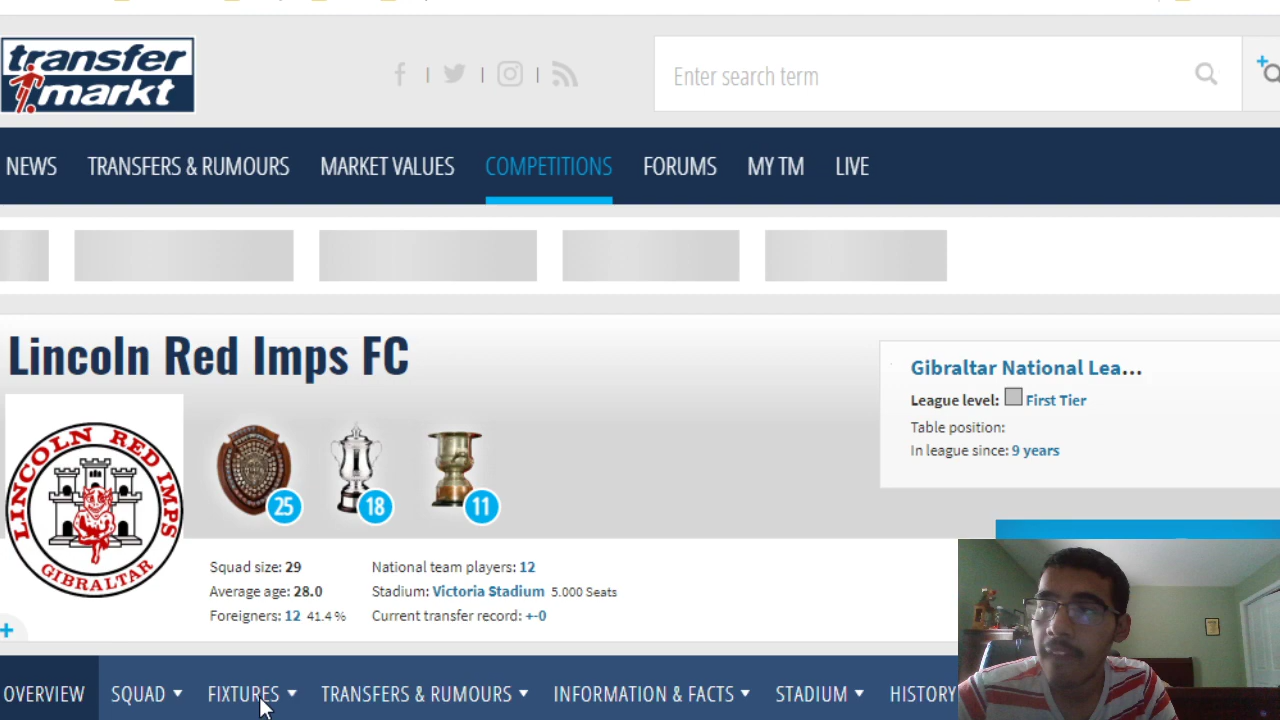 transfer
markt
f | | |
Enter search term
NEWS TRANSFERS & RUMOURS MARKET VALUES COMPETITIONS FORUMS MY TM LIVE
Lincoln Red Imps FC
Gibraltar National Lea...
League level: First Tier
Table position:
In league since: 9 years
LINCOLN RED IMPS
GIBRALTAR
25 18 11
Squad size: 29
National team players: 12
Average age: 28.0
Stadium: Victoria Stadium 5.000 Seats
Foreigners: 12 41.4 %
Current transfer record: +-0
+
OVERVIEW SQUAD FIXTURES TRANSFERS & RUMOURS INFORMATION & FACTS STADIUM HISTORY